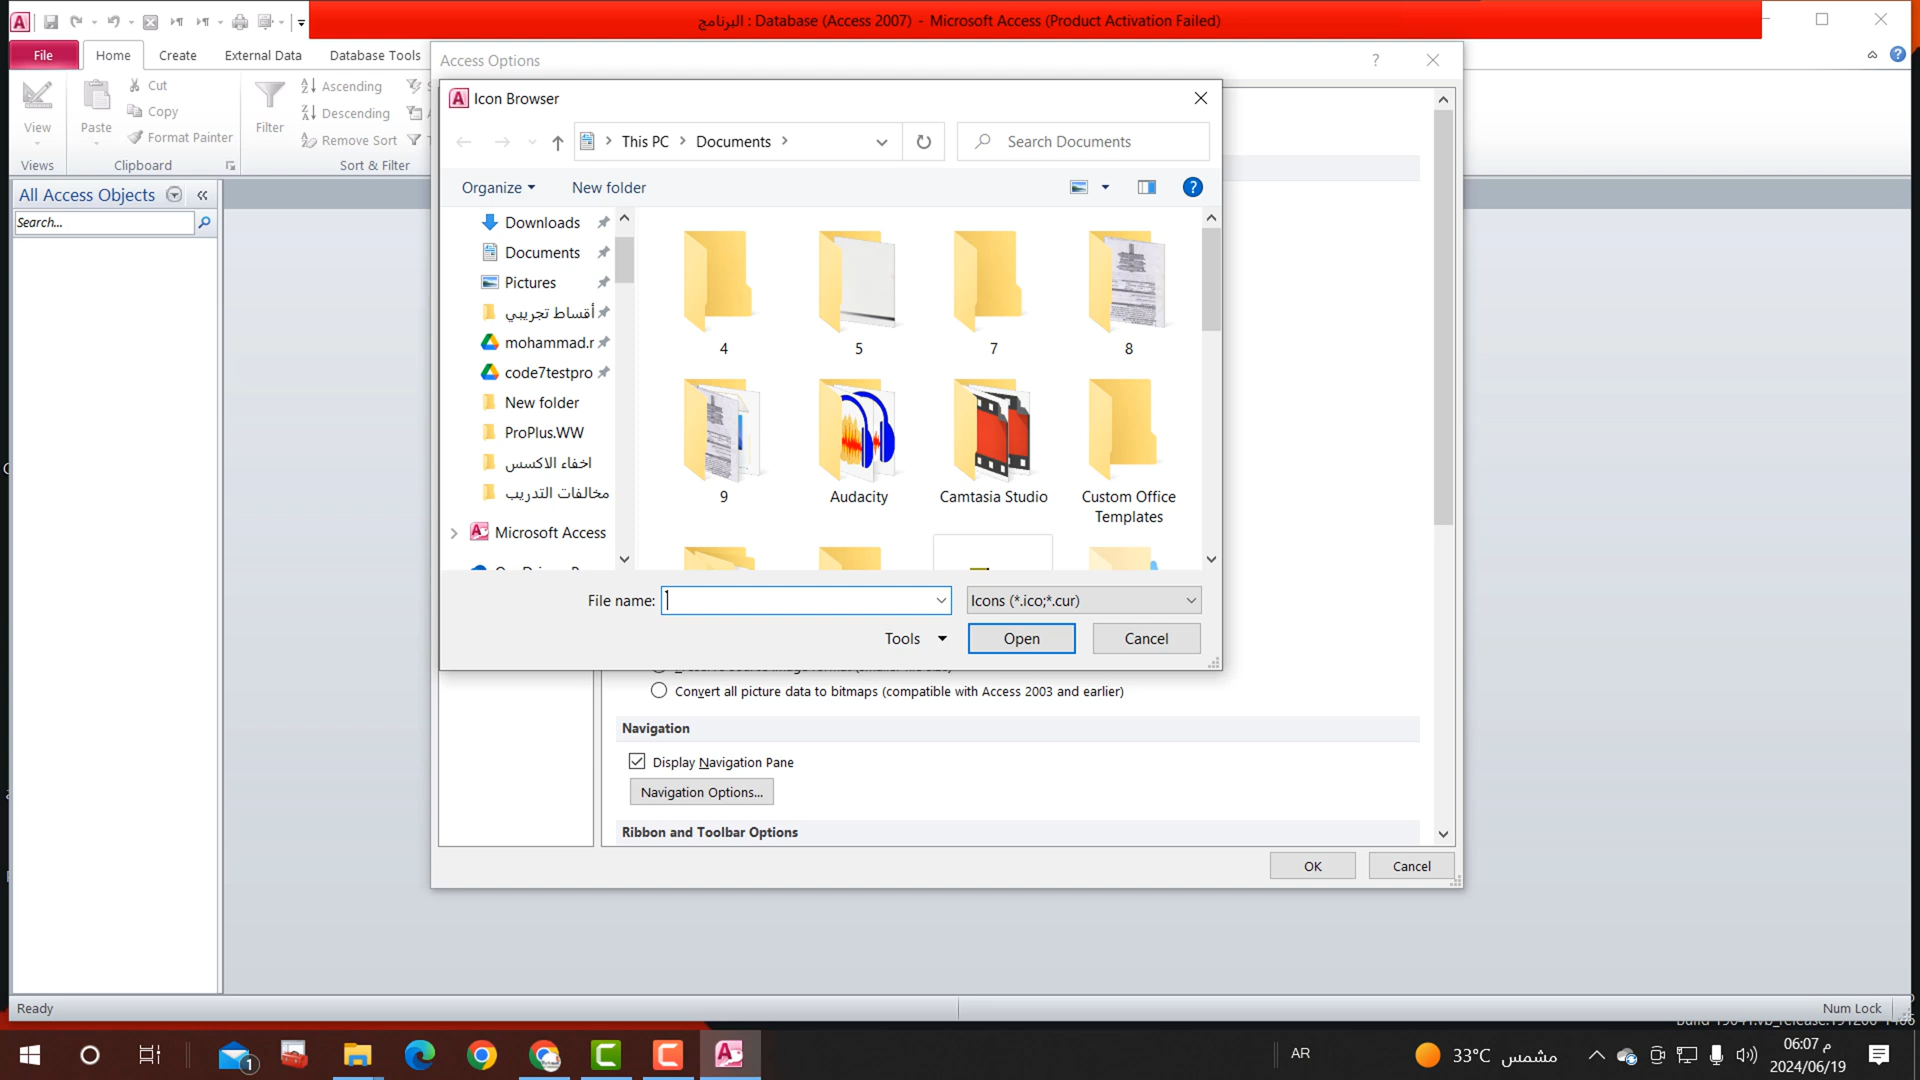 البرنامج : Database (Access 2007) - Microsoft Access (Product Activation Failed)
File
Home
Create
External Data
Database Tools
View
Paste
Cut
Copy
Format Painter
Filter
Ascending
Descending
Remove Sort
Views
Clipboard
Sort & Filter
All Access Objects
Search...
Access Options
Icon Browser
This PC
Documents
Search Documents
Organize
New folder
Downloads
Documents
Pictures
أقساط تجريبي
mohammad.r
code7testpro
New folder
ProPlus.WW
اخفاء الاكسس
مخالفات التدريب
Microsoft Access
4
5
7
8
9
Audacity
Camtasia Studio
Custom Office
Templates
File name:
Icons (*.ico;*.cur)
Tools
Open
Cancel
Convert all picture data to bitmaps (compatible with Access 2003 and earlier)
Navigation
Display Navigation Pane
Navigation Options...
Ribbon and Toolbar Options
OK
Cancel
Ready
Num Lock
1
AR
33°C مشمس
06:07 م
2024/06/19